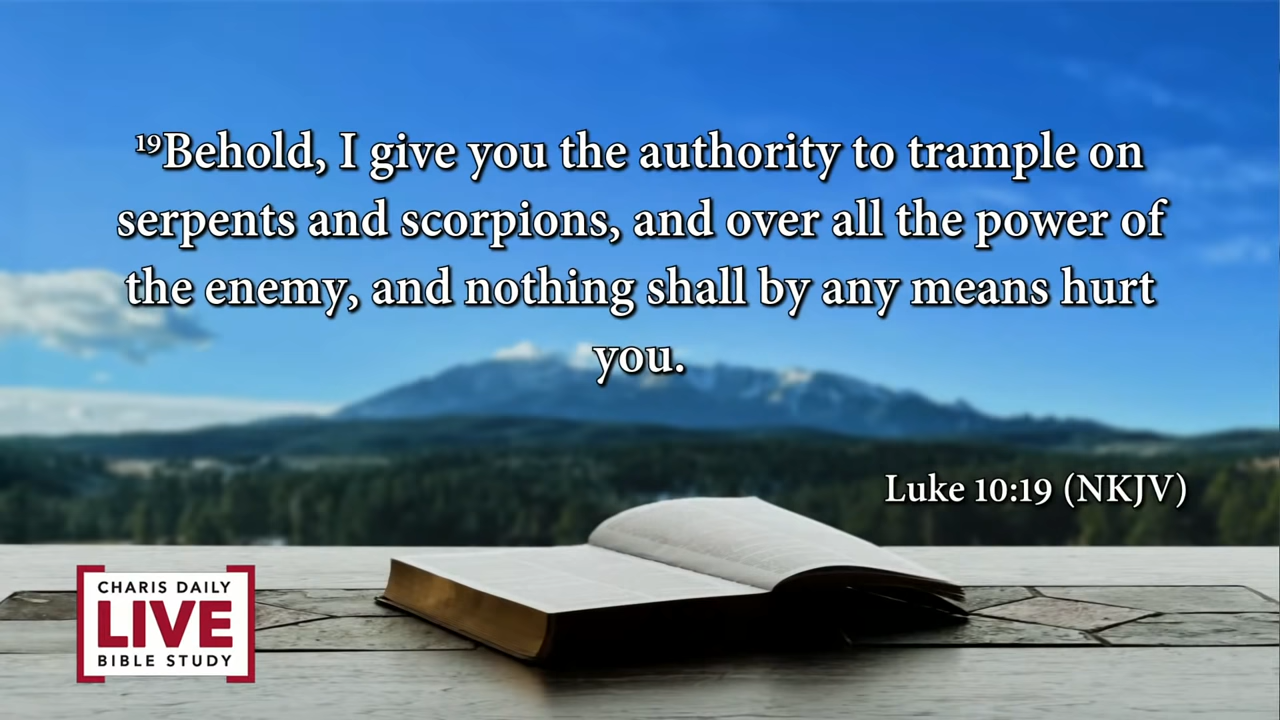 19Behold, I give you the authority to trample on
serpents and scorpions, and over all the power of
the enemy, and nothing shall by any means hurt
you.
Luke 10:19 (NKJV)
CHARIS DAILY
LIVE
BIBLE STUDY